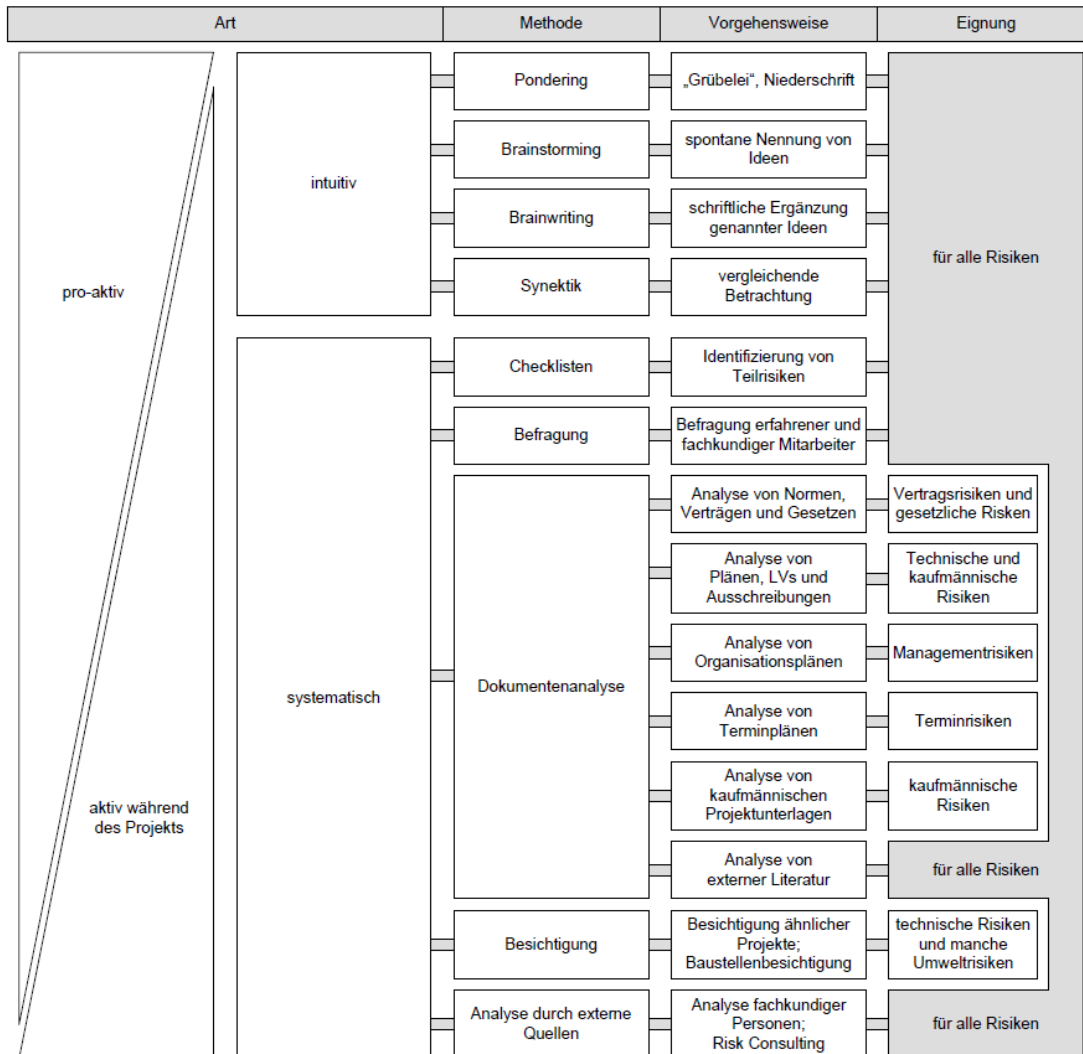 Art
Methode
Vorgehensweise
Eignung
pro-aktiv
aktiv während
des Projekts
intuitiv
Pondering
„Grübelei“, Niederschrift
Brainstorming
spontane Nennung von
Ideen
Brainwriting
schriftliche Ergänzung
genannter Ideen
Synektik
vergleichende
Betrachtung
für alle Risiken
systematisch
Checklisten
Identifizierung von
Teilrisiken
Befragung
Befragung erfahrener und
fachkundiger Mitarbeiter
Dokumentenanalyse
Analyse von Normen,
Verträgen und Gesetzen
Vertragsrisiken und
gesetzliche Risken
Analyse von
Plänen, LVs und
Ausschreibungen
Technische und
kaufmännische
Risiken
Analyse von
Organisationsplänen
Managementrisiken
Analyse von
Terminplänen
Terminrisiken
Analyse von
kaufmännischen
Projektunterlagen
kaufmännische
Risiken
Analyse von
externer Literatur
für alle Risiken
Besichtigung
Besichtigung ähnlicher
Projekte;
Baustellenbesichtigung
technische Risiken
und manche
Umweltrisiken
Analyse durch externe
Quellen
Analyse fachkundiger
Personen;
Risk Consulting
für alle Risiken